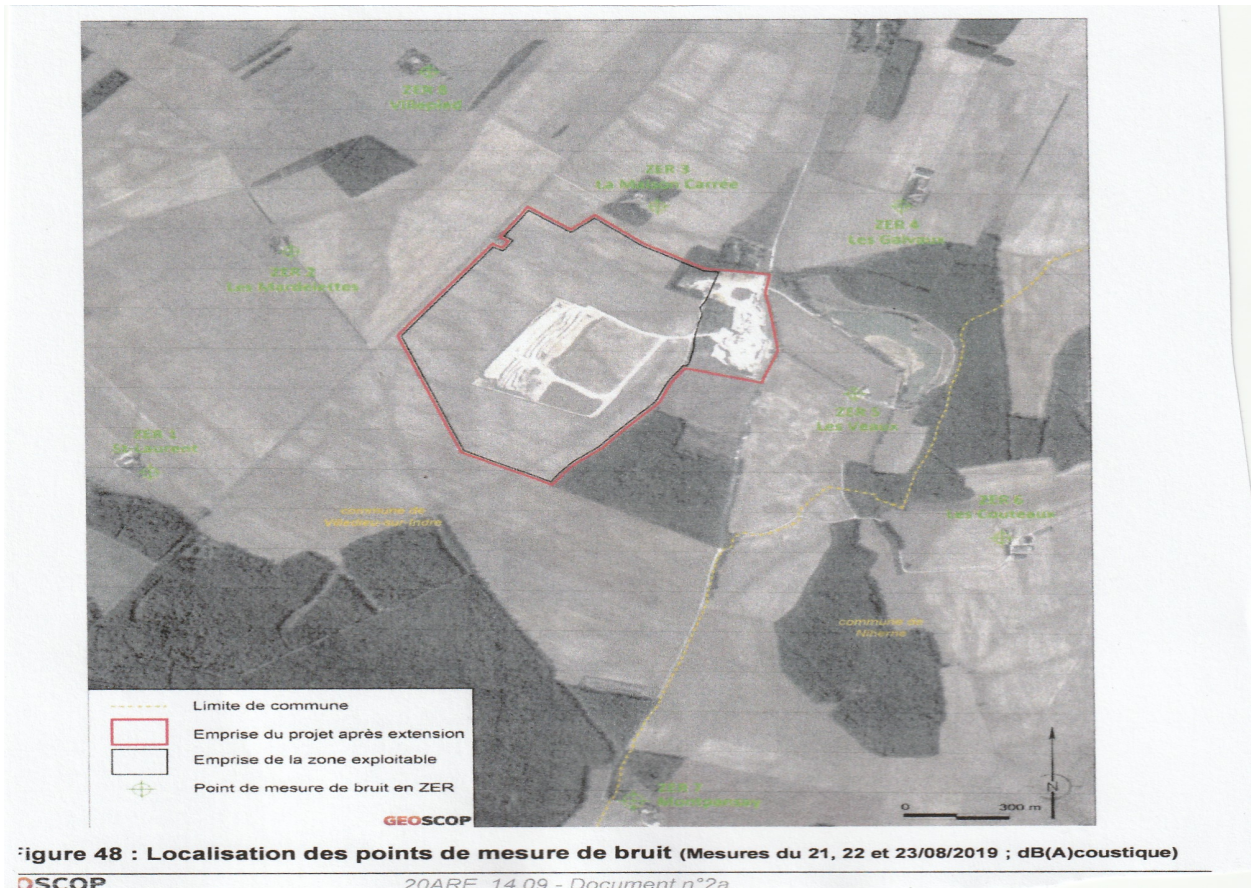 ZER 8
ZER 3
La Maison Carrée
ZER 4
Les Galvaux
ZER 2
Les Marderettes
ZER 5
Les Veaux
ZER 1
St Laurent
ZER 6
Les Couteaux
commune de
Villedieu-sur-Indre
commune de
Niherne
ZER 7
Limite de commune
Emprise du projet après extension
Emprise de la zone exploitable
Point de mesure de bruit en ZER
GEOSCOP
0 300 m
N
igure 48 : Localisation des points de mesure de bruit (Mesures du 21, 22 et 23/08/2019 ; dB(A)coustique)
OSCOP
20ARE 14.09 - Document n°2a